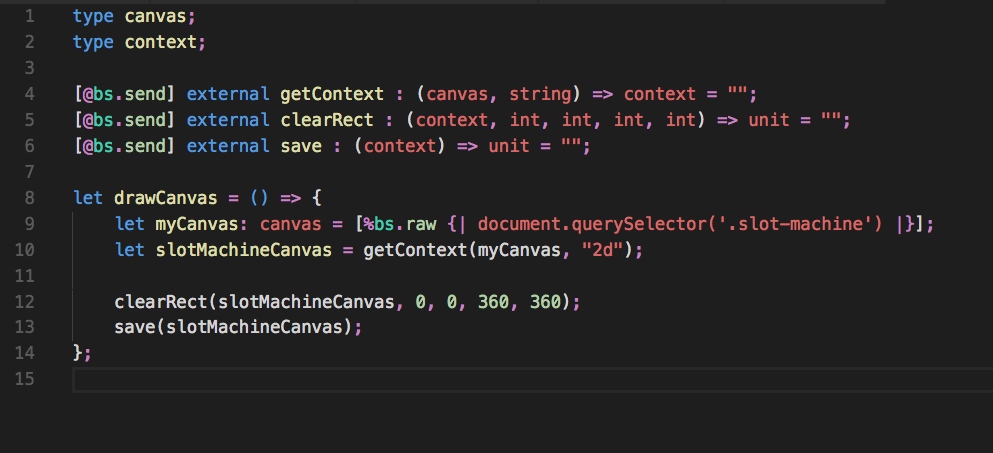 1 type canvas;
2 type context;
3
4 [@bs.send] external getContext : (canvas, string) => context = "";
5 [@bs.send] external clearRect : (context, int, int, int, int) => unit = "";
6 [@bs.send] external save : (context) => unit = "";
7
8 let drawCanvas = () => {
9     let myCanvas: canvas = [%bs.raw {| document.querySelector('.slot-machine') |}];
10     let slotMachineCanvas = getContext(myCanvas, "2d");
11
12     clearRect(slotMachineCanvas, 0, 0, 360, 360);
13     save(slotMachineCanvas);
14 };
15